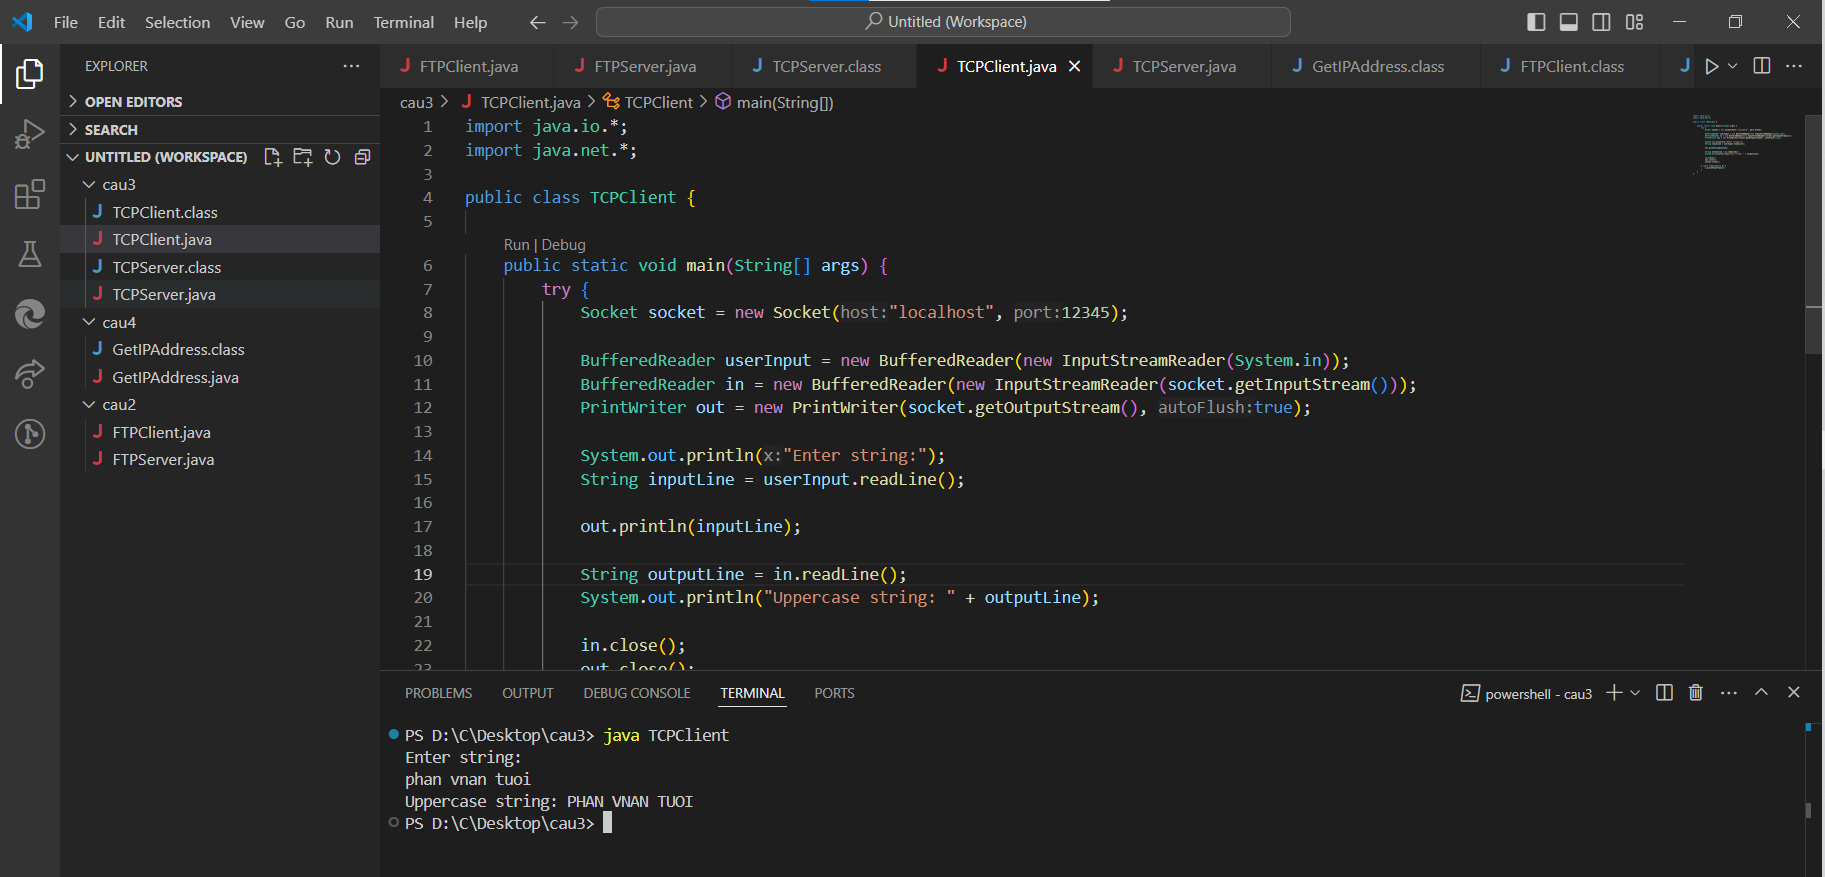 File Edit Selection View Go Run Terminal Help
Untitled (Workspace)
EXPLORER
OPEN EDITORS
SEARCH
UNTITLED (WORKSPACE)
cau3
J TCPClient.class
J TCPClient.java
J TCPServer.class
J TCPServer.java
cau4
J GetIPAddress.class
J GetIPAddress.java
cau2
J FTPClient.java
J FTPServer.java
J FTPClient.java J FTPServer.java J TCPServer.class J TCPClient.java J TCPServer.java J GetIPAddress.class J FTPClient.class J
cau3 > J TCPClient.java > TCPClient > main(String[])
1 import java.io.*;
2 import java.net.*;
3
4 public class TCPClient {
5
Run | Debug
6 public static void main(String[] args) {
7 try {
8 Socket socket = new Socket(host:"localhost", port:12345);
9
10 BufferedReader userInput = new BufferedReader(new InputStreamReader(System.in));
11 BufferedReader in = new BufferedReader(new InputStreamReader(socket.getInputStream()));
12 PrintWriter out = new PrintWriter(socket.getOutputStream(), autoFlush:true);
13
14 System.out.println(x:"Enter string:");
15 String inputLine = userInput.readLine();
16
17 out.println(inputLine);
18
19 String outputLine = in.readLine();
20 System.out.println("Uppercase string: " + outputLine);
21
22 in.close();
23 out.close();
PROBLEMS OUTPUT DEBUG CONSOLE TERMINAL PORTS
powershell - cau3
PS D:\C\Desktop\cau3> java TCPClient
Enter string:
phan vnan tuoi
Uppercase string: PHAN VNAN TUOI
PS D:\C\Desktop\cau3>